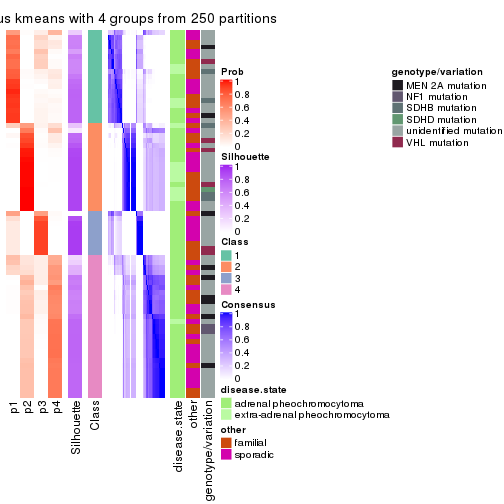 us kmeans with 4 groups from 250 partitions
Prob
1
0.8
0.6
0.4
0.2
0
Silhouette
1
0.8
0.6
0.4
0.2
0
Class
1
2
3
4
Consensus
1
0.8
0.6
0.4
0.2
0
disease.state
adrenal pheochromocytoma
extra-adrenal pheochromocytoma
other
familial
sporadic
genotype/variation
MEN 2A mutation
NF1 mutation
SDHB mutation
SDHD mutation
unidentified mutation
VHL mutation
p1
p2
p3
p4
Silhouette
Class
disease.state
other
genotype/variation